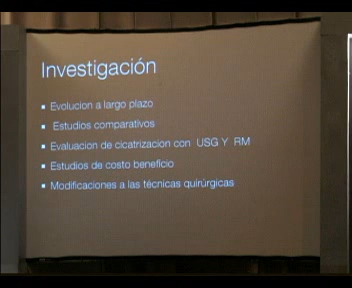 Investigación
Evolucion a largo plazo
Estudios comparativos
Evaluacion de cicatrizacion con USG Y RM
Estudios de costo beneficio
Modificaciones a las técnicas quirúrgicas